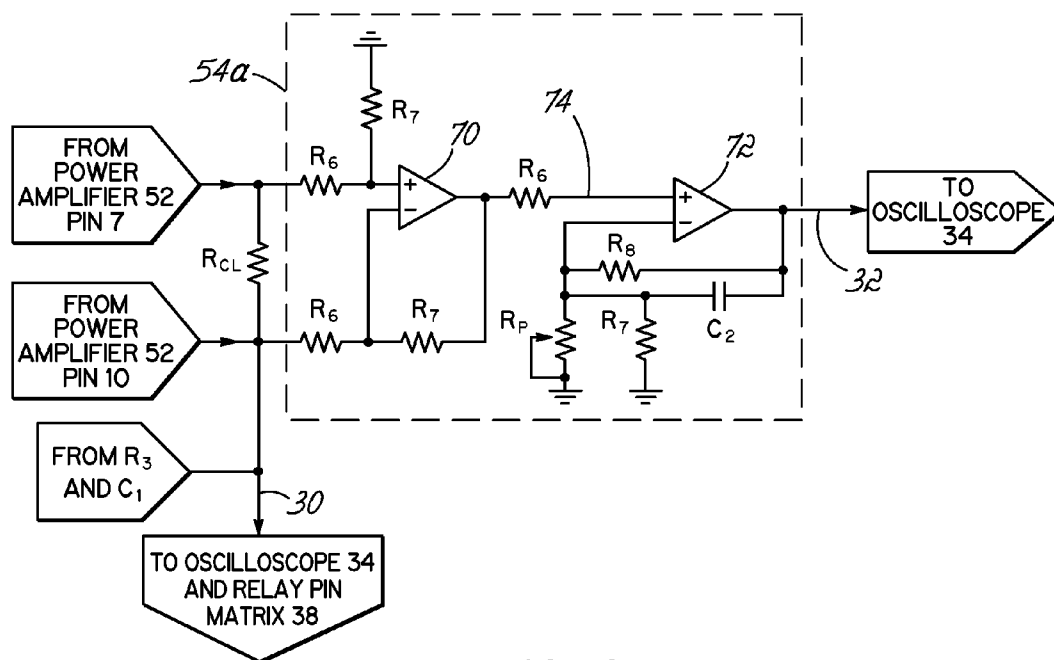 54a
R7
70
74
72
FROM
POWER
AMPLIFIER 52
PIN 7
R6
+
−
R6
+
−
TO
OSCILLOSCOPE
34
RCL
R8
32
FROM
POWER
AMPLIFIER 52
PIN 10
R6
R7
RP
R7
C2
FROM R3
AND C1
30
TO OSCILLOSCOPE 34
AND RELAY PIN
MATRIX 38